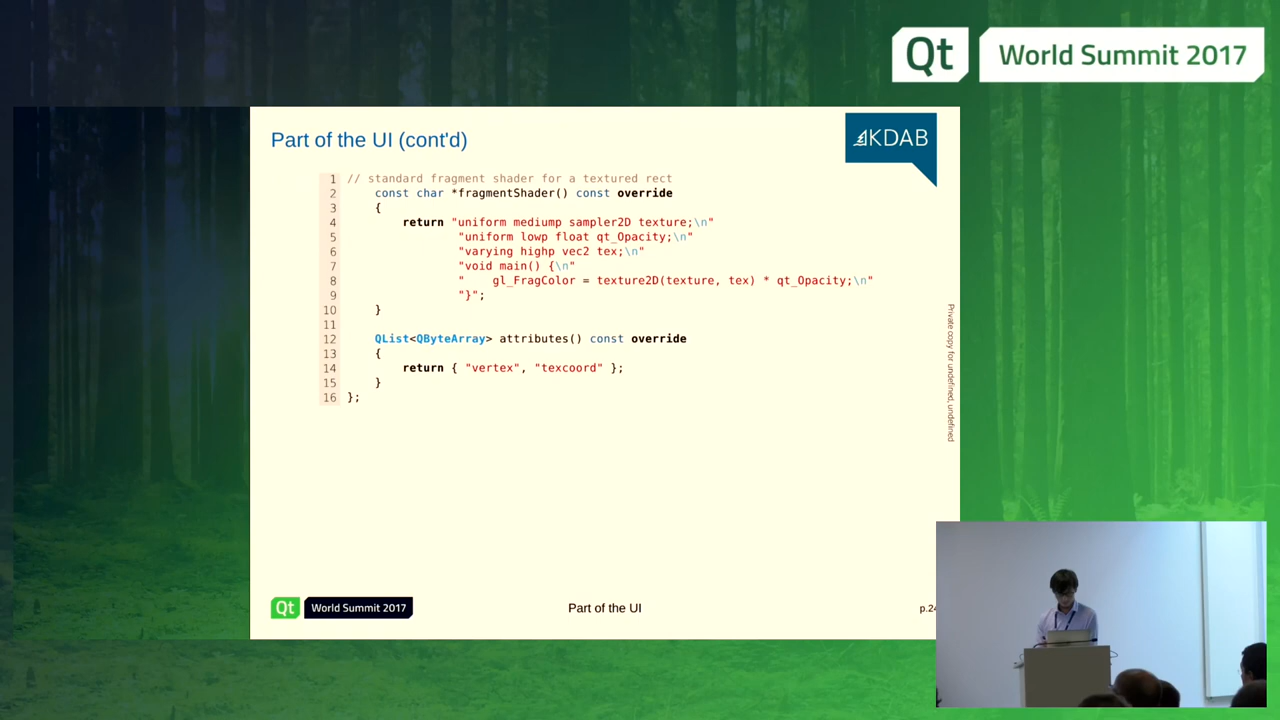 Qt World Summit 2017
Part of the UI (cont'd)
KDAB
1 // standard fragment shader for a textured rect
2 const char *fragmentShader() const override
3 {
4 return "uniform mediump sampler2D texture;\n"
5 "uniform lowp float qt_Opacity;\n"
6 "varying highp vec2 tex;\n"
7 "void main() {\n"
8 "    gl_FragColor = texture2D(texture, tex) * qt_Opacity;\n"
9 "}";
10 }
11
12 QList<QByteArray> attributes() const override
13 {
14 return { "vertex", "texcoord" };
15 }
16 };
Private copy for undefined, undefined
Qt World Summit 2017
Part of the UI
p.24